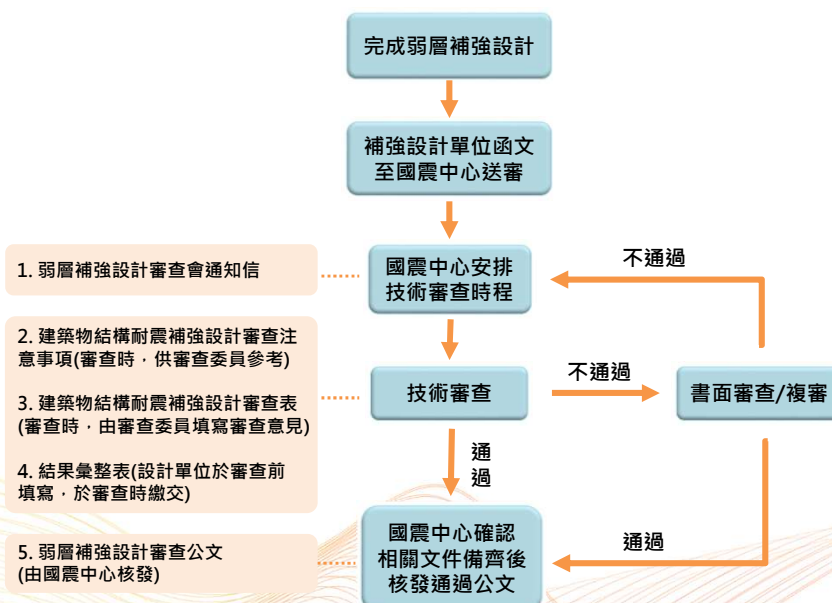 完成弱層補強設計
補強設計單位函文
至國震中心送審
1. 弱層補強設計審查會通知信
國震中心安排
技術審查時程
不通過
2. 建築物結構耐震補強設計審查注
意事項(審查時，供審查委員參考)
3. 建築物結構耐震補強設計審查表
(審查時，由審查委員填寫審查意見)
4. 結果彙整表(設計單位於審查前
填寫，於審查時繳交)
技術審查
不通過
書面審查/複審
通
過
5. 弱層補強設計審查公文
(由國震中心核發)
國震中心確認
相關文件備齊後
核發通過公文
通過